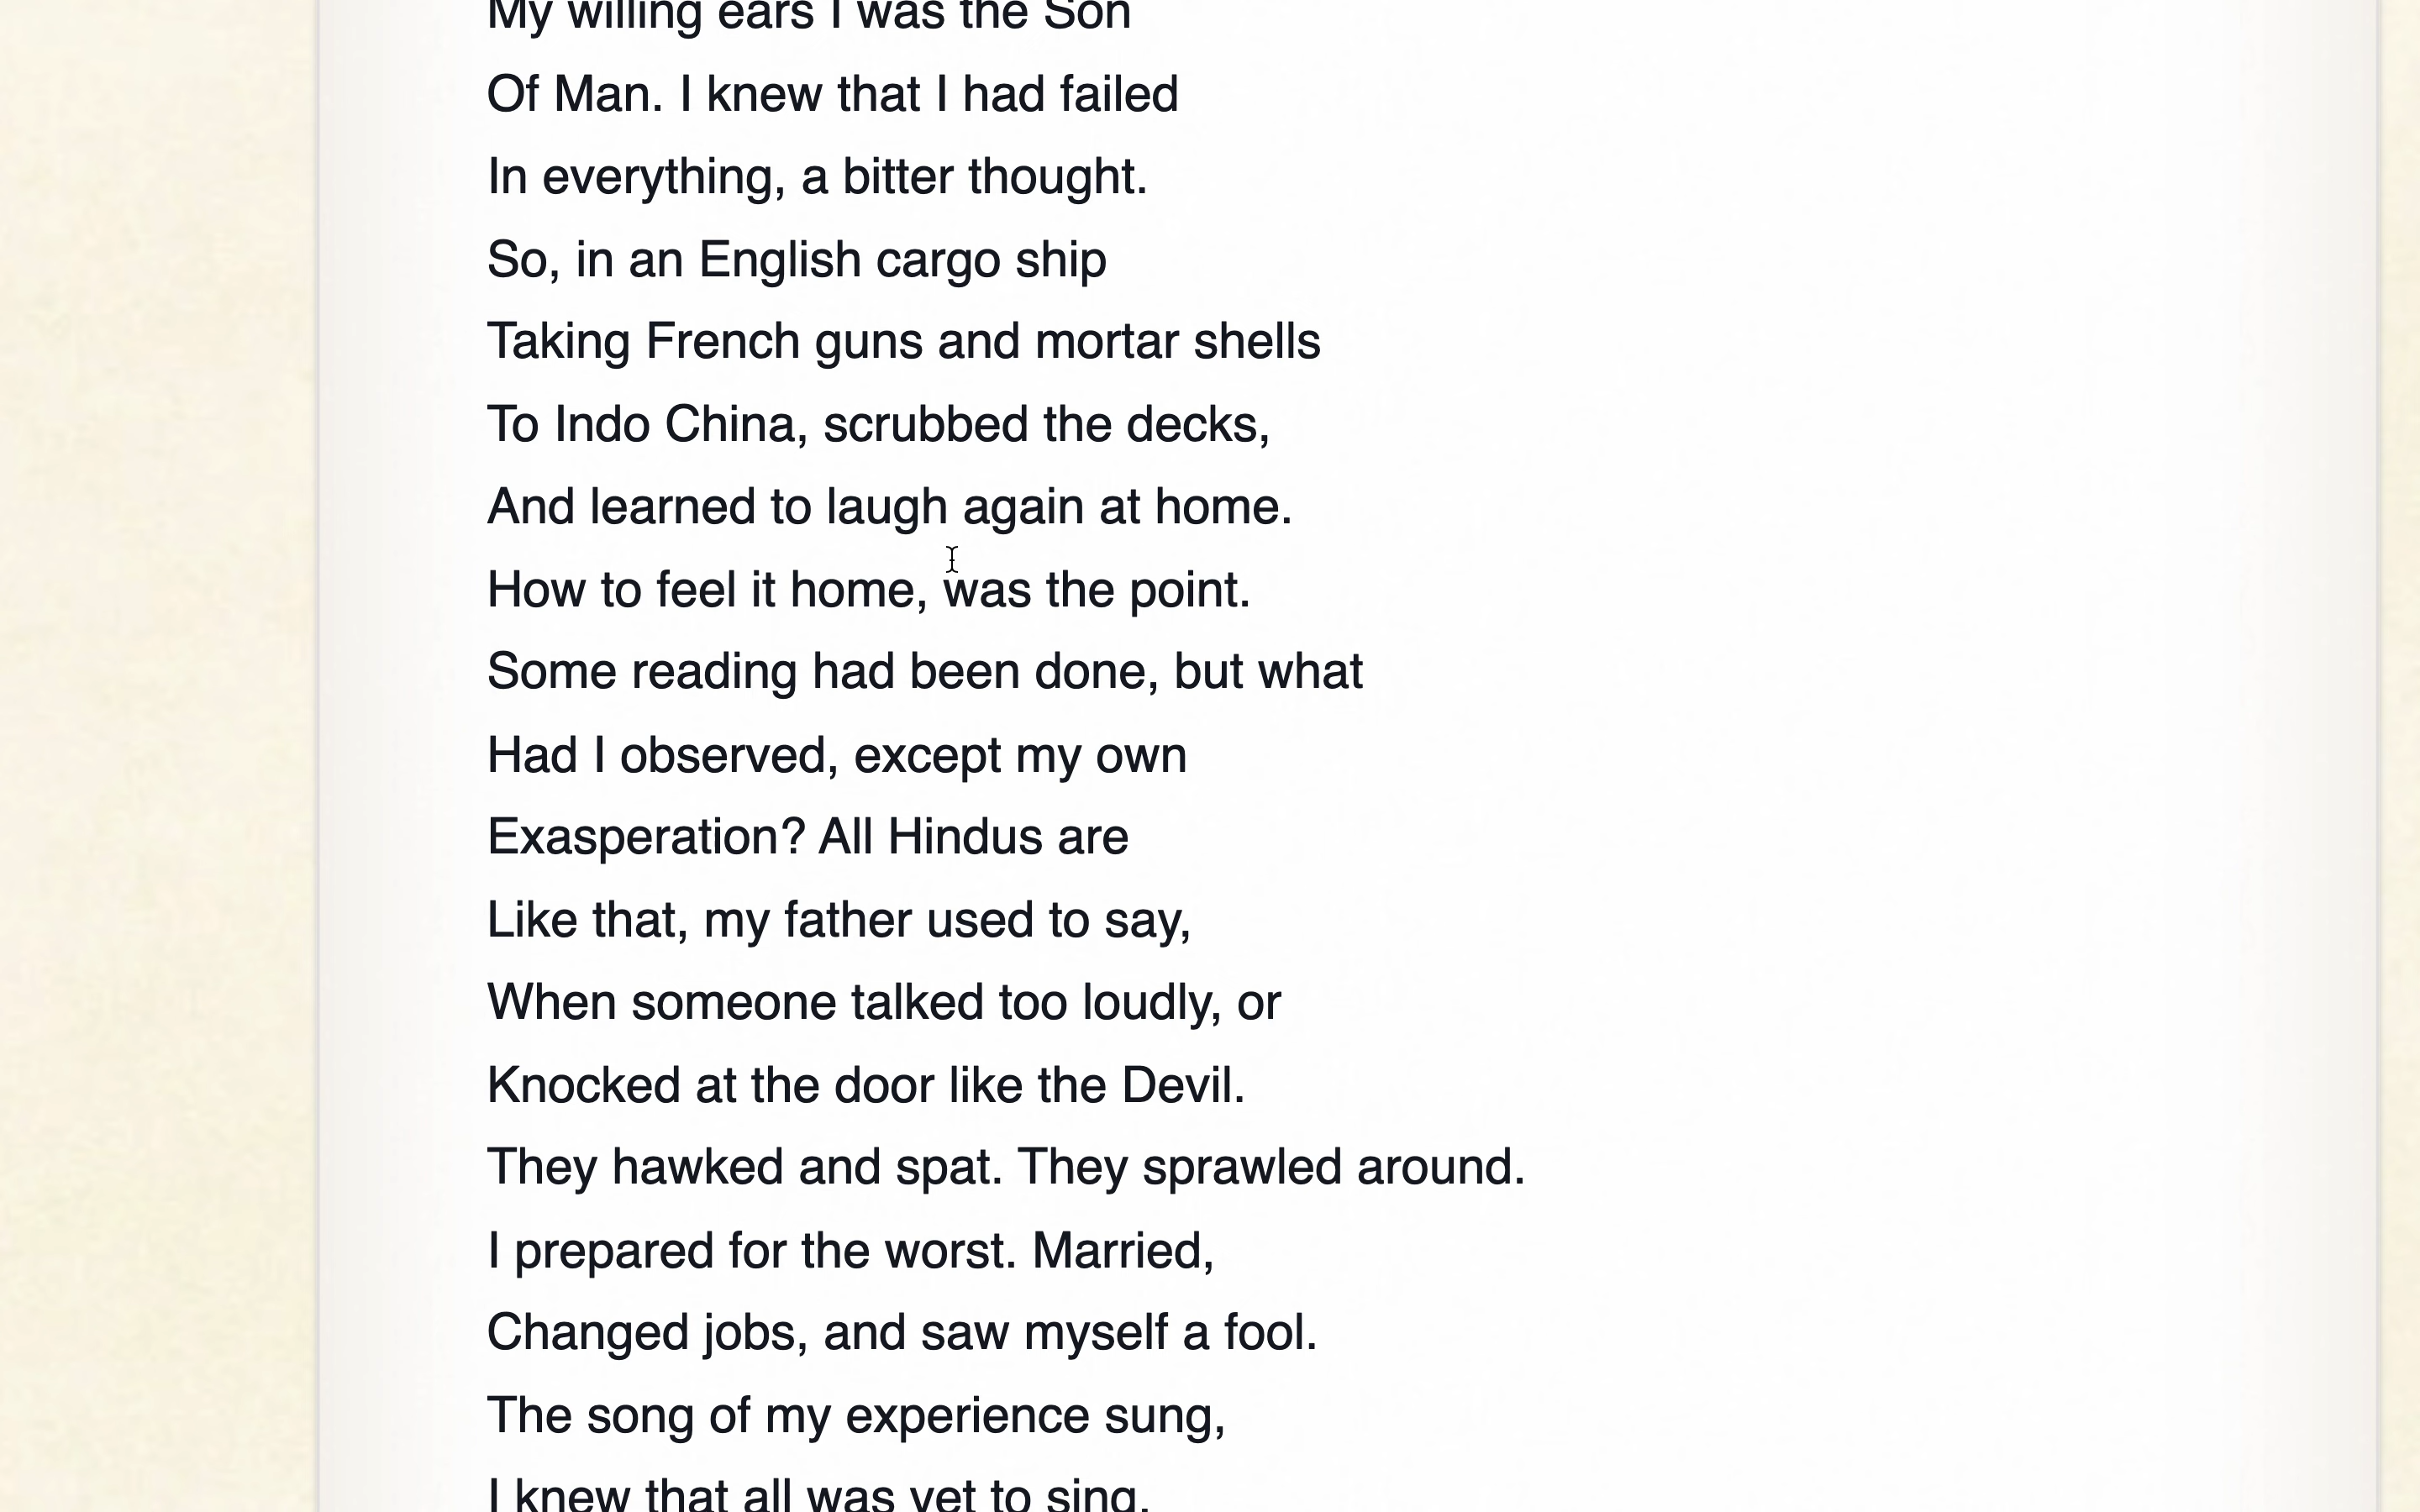 My willing ears I was the Son
Of Man. I knew that I had failed
In everything, a bitter thought.
So, in an English cargo ship
Taking French guns and mortar shells
To Indo China, scrubbed the decks,
And learned to laugh again at home.
How to feel it home, was the point.
Some reading had been done, but what
Had I observed, except my own
Exasperation? All Hindus are
Like that, my father used to say,
When someone talked too loudly, or
Knocked at the door like the Devil.
They hawked and spat. They sprawled around.
I prepared for the worst. Married,
Changed jobs, and saw myself a fool.
The song of my experience sung,
I knew that all was yet to sing.